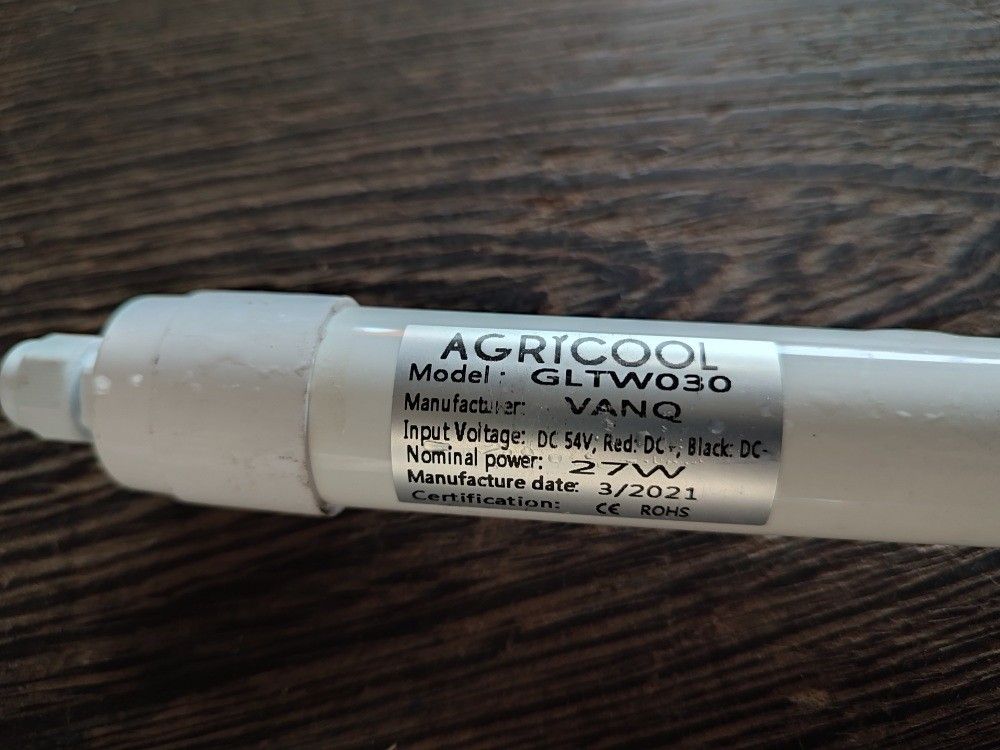 AGRICOOL
Model: GLTW030
Manufacturer: VANQ
Input Voltage: DC 54V; Red: DC+; Black: DC-
Nominal power: 27W
Manufacture date: 3/2021
Certification: CE ROHS